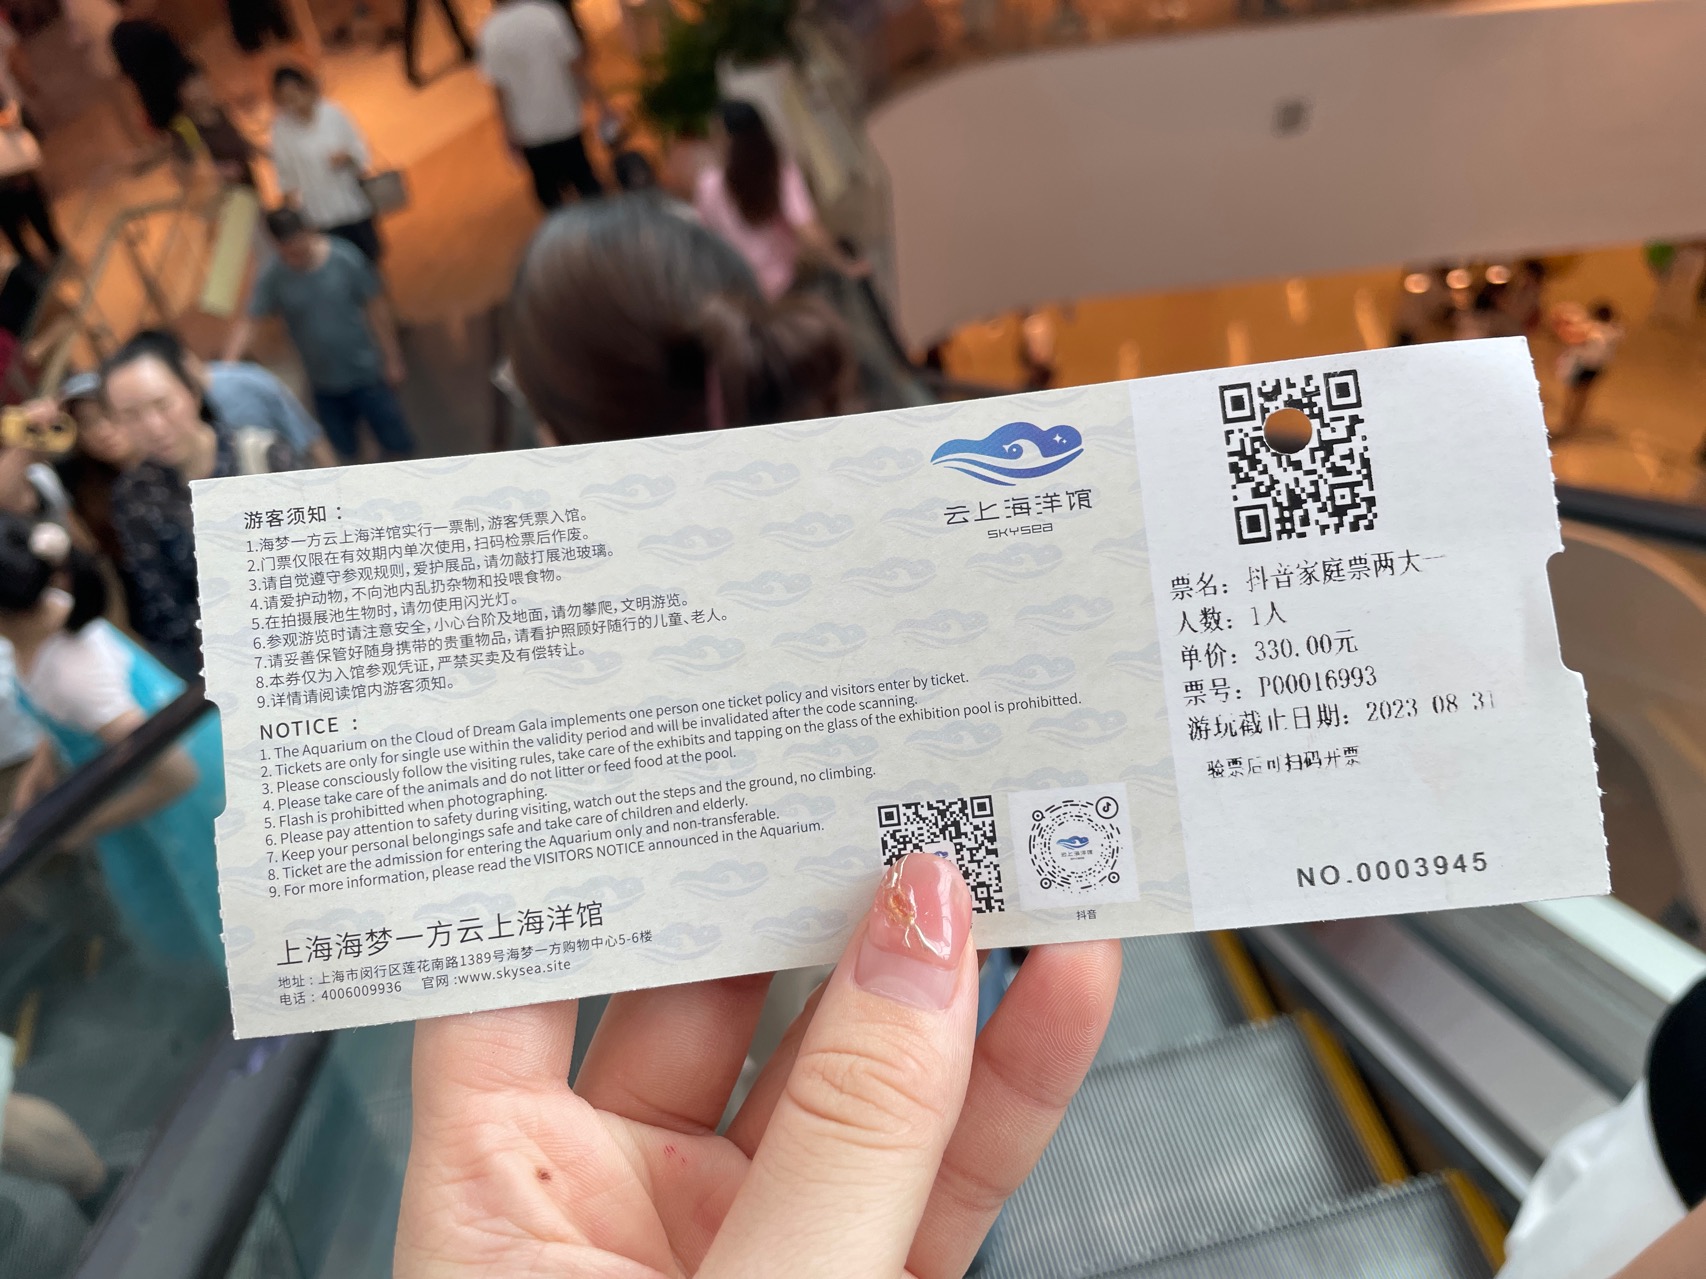 游客须知：
1.海梦一方云上海洋馆实行一票制，游客凭票入馆。
2.门票仅限在有效期内单次使用，扫码检票后作废。
3.请自觉遵守参观规则，爱护展品，请勿敲打展池玻璃。
4.请爱护动物，不向池内乱扔杂物和投喂食物。
5.在拍摄展池生物时，请勿使用闪光灯。
6.参观游览时请注意安全，小心台阶及地面，请勿攀爬，文明游览。
7.请妥善保管好随身携带的贵重物品，请看护照顾好随行的儿童、老人。
8.本券仅为入馆参观凭证，严禁买卖及有偿转让。
9.详情请阅读馆内游客须知。
NOTICE：
1. The Aquarium on the Cloud of Dream Gala implements one person one ticket policy and visitors enter by ticket.
2. Tickets are only for single use within the validity period and will be invalidated after the code scanning.
3. Please consciously follow the visiting rules, take care of the exhibits and tapping on the glass of the exhibition pool is prohibitted.
4. Please take care of the animals and do not litter or feed food at the pool.
5. Flash is prohibitted when photographing.
6. Please pay attention to safety during visiting, watch out the steps and the ground, no climbing.
7. Keep your personal belongings safe and take care of children and elderly.
8. Ticket are the admission for entering the Aquarium only and non-transferable.
9. For more information, please read the VISITORS NOTICE announced in the Aquarium.
上海海梦一方云上海洋馆
地址：上海市闵行区莲花南路1389号海梦一方购物中心5-6楼
电话：4006009936 官网：www.skysea.site
云上海洋馆
SKYSEA
云上海洋馆
抖音
票名：抖音家庭票两大一
人数：1人
单价：330.00元
票号：P00016993
游玩截止日期：2023 08 31
验票后可扫码开票
NO.0003945